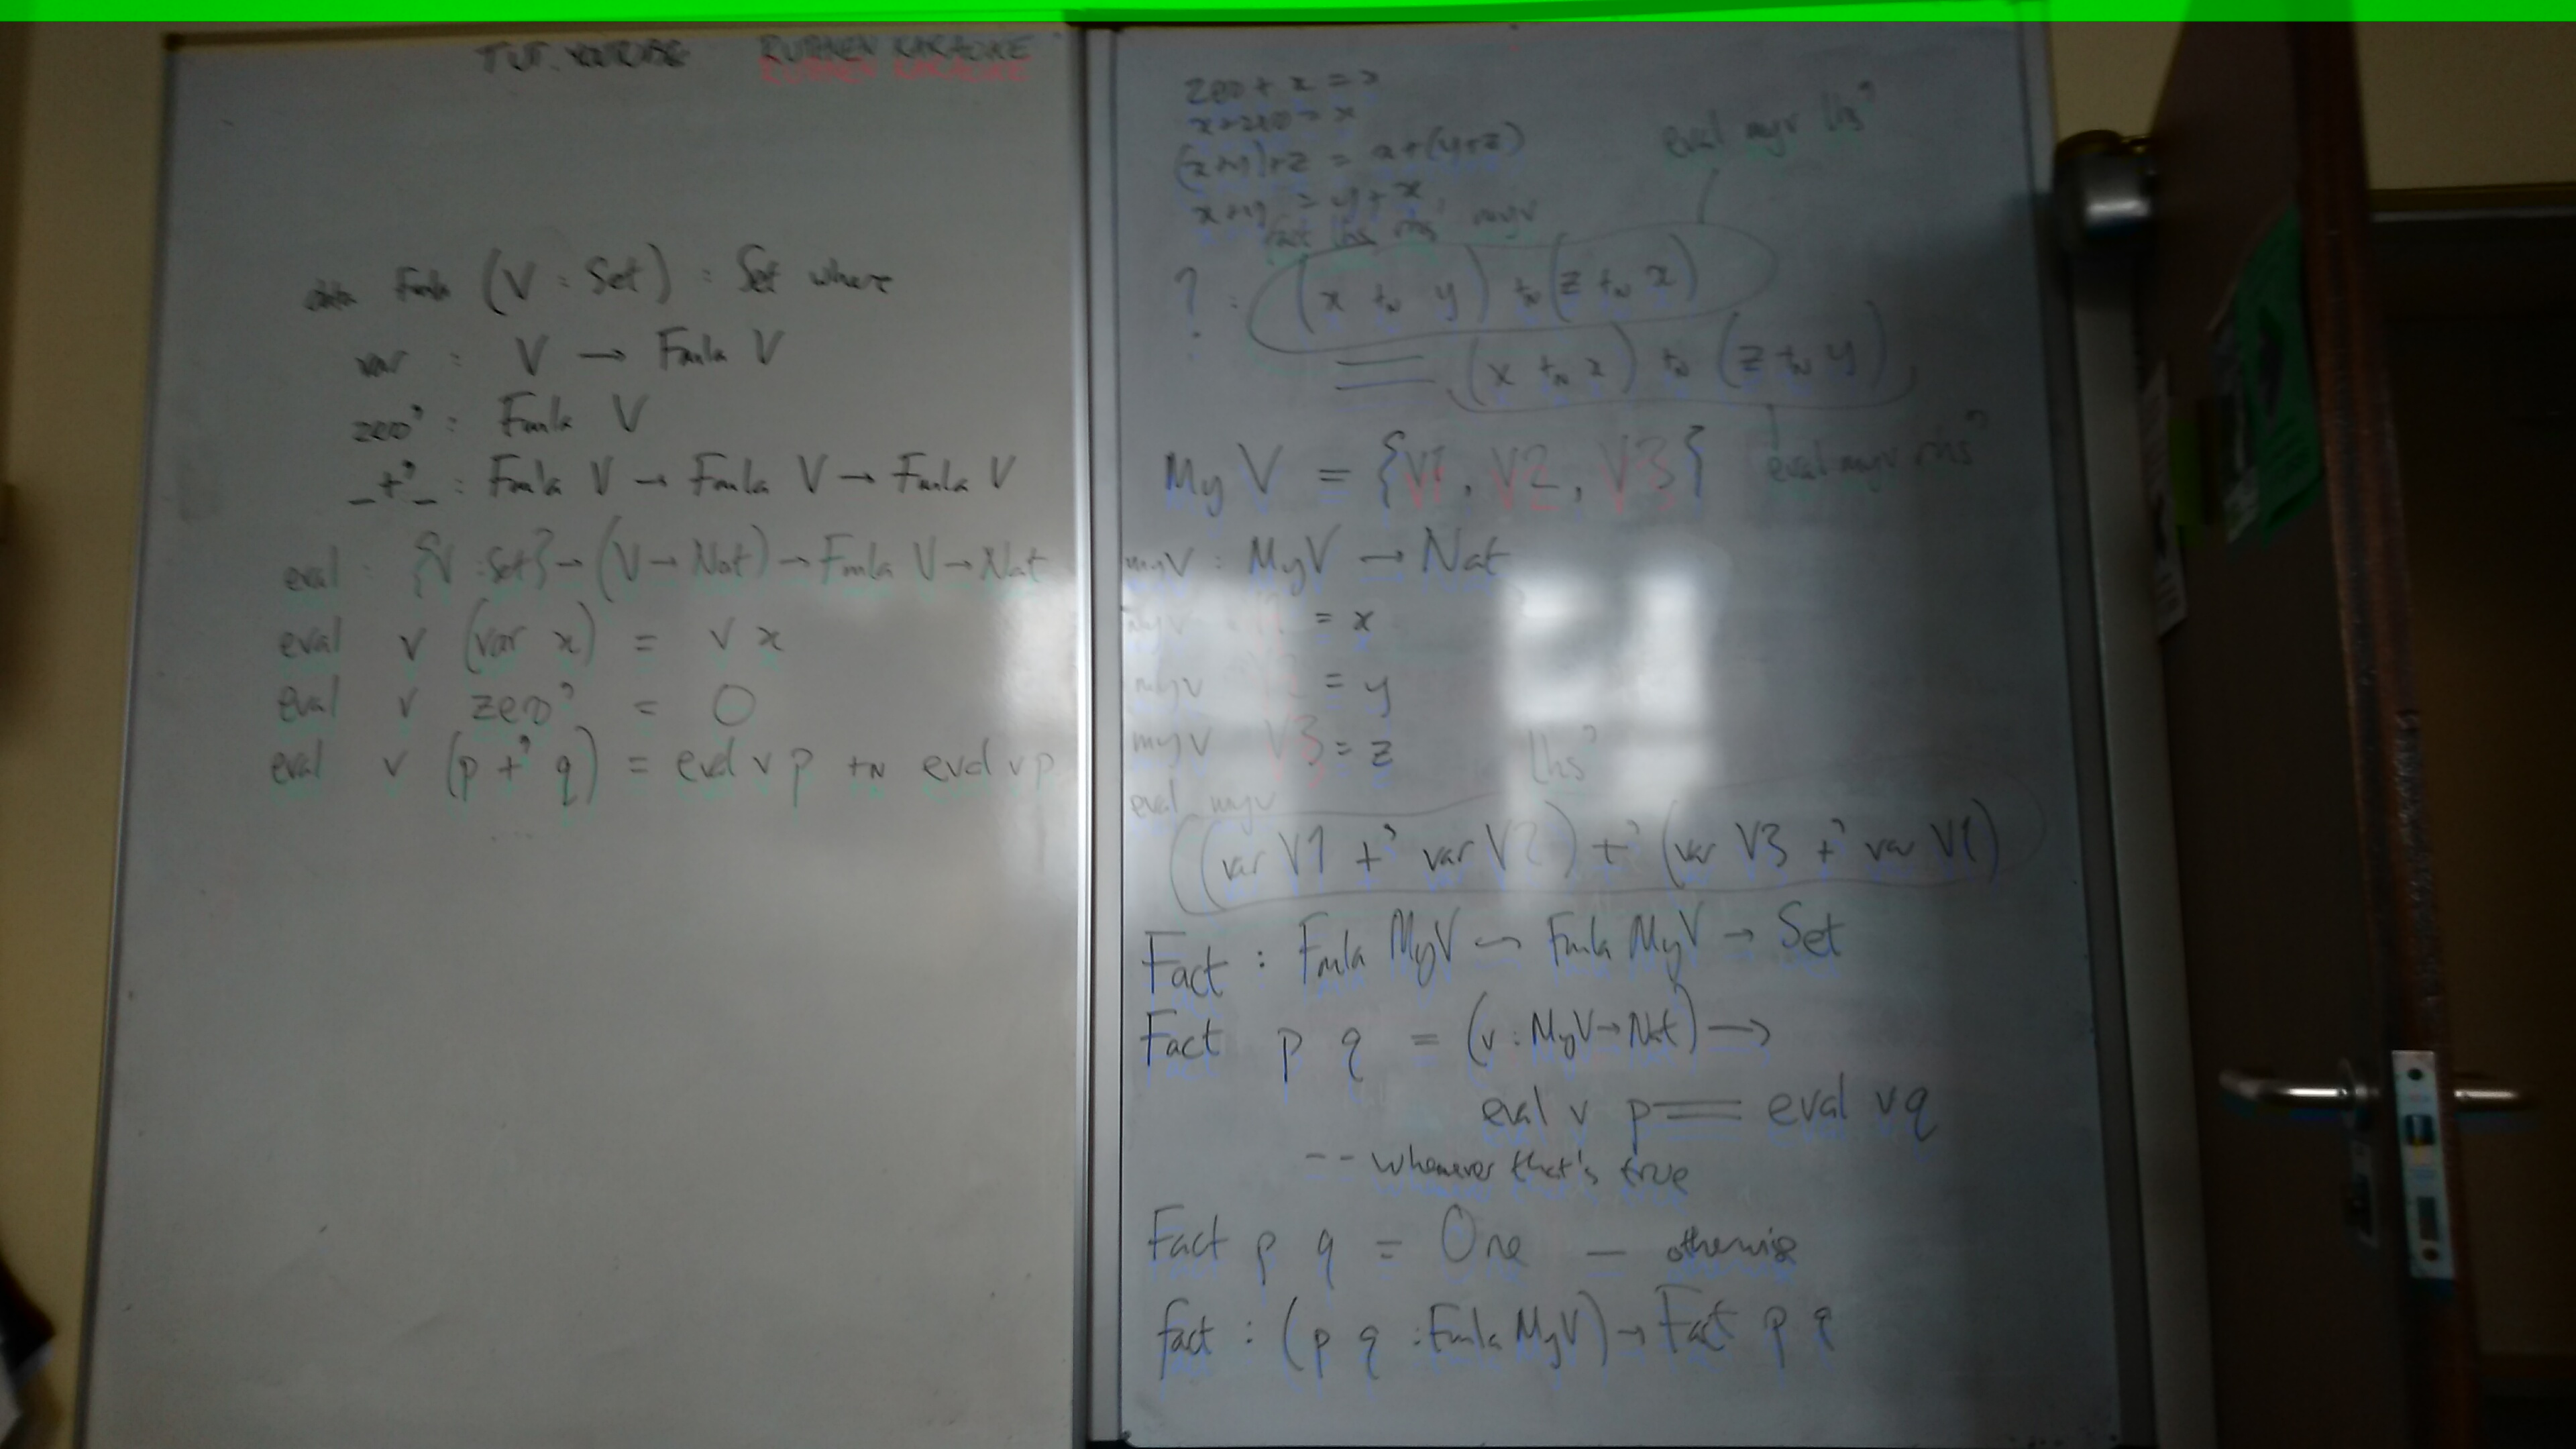 TUT. YOUTUBE RUTHNEN KARAOKE
data Fmla (V : Set) : Set where
var : V → Fmla V
zero' : Fmla V
_+'_ : Fmla V → Fmla V → Fmla V
eval : {V : Set} → (V → Nat) → Fmla V → Nat
eval v (var x) = v x
eval v zero' = 0
eval v (p +' q) = eval v p +N eval v p
zero + x = x
x + zero = x
(x+y)+z = x+(y+z)
x+y = y+x
fact lhs' rhs' myv
eval myv lhs'
? : (x +N y) +N (z +N x)
== (x +N x) +N (z +N y)
eval myv rhs'
MyV = {V1, V2, V3}
myv : MyV → Nat
myv V1 = x
myv V2 = y
myv V3 = z
lhs'
eval myv
((var V1 +' var V2) +' (var V3 +' var V1)
Fact : Fmla MyV → Fmla MyV → Set
Fact p q = (v : MyV → Nat) →
eval v p == eval v q
-- whenever that's true
Fact p q = One — otherwise
fact : (p q : Fmla MyV) → Fact p q